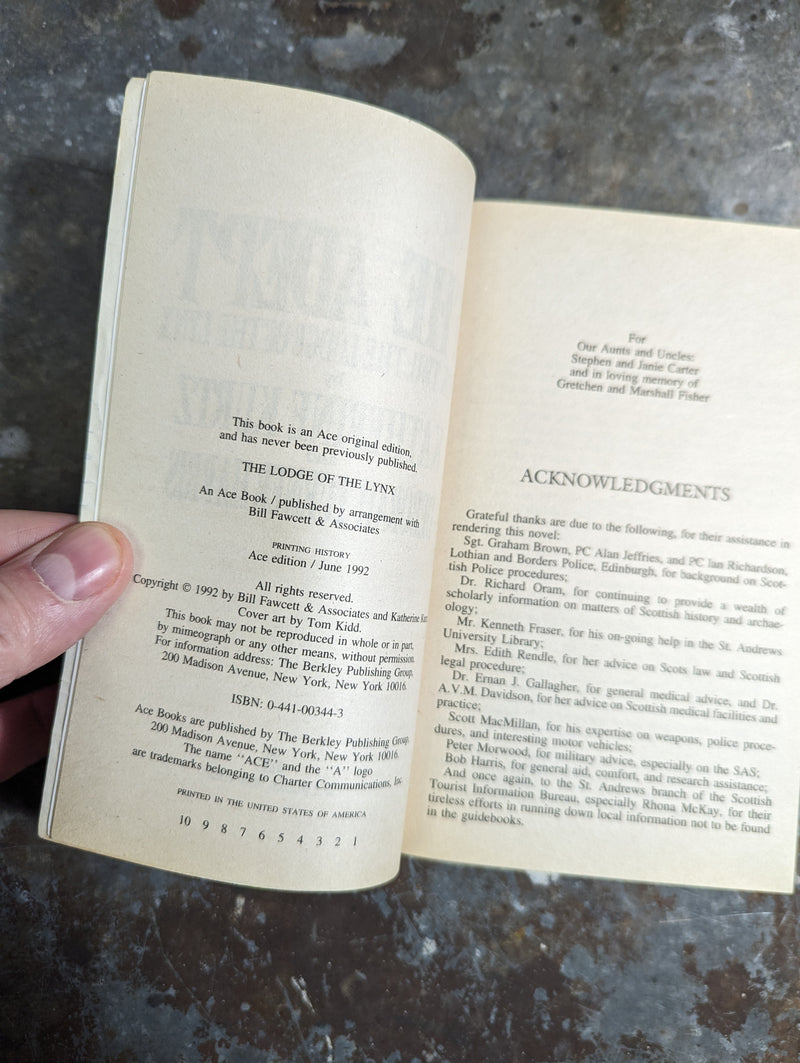 This book is an Ace original edition,
and has never been previously published.
THE LODGE OF THE LYNX
An Ace Book / published by arrangement with
Bill Fawcett & Associates
PRINTING HISTORY
Ace edition / June 1992
All rights reserved.
Copyright © 1992 by Bill Fawcett & Associates and Katherine
Cover art by Tom Kidd.
This book may not be reproduced in whole or in part,
by mimeograph or any other means, without permission.
For information address: The Berkley Publishing Group,
200 Madison Avenue, New York, New York 10016.
ISBN: 0-441-00344-3
Ace Books are published by The Berkley Publishing Group,
200 Madison Avenue, New York, New York 10016.
The name "ACE" and the "A" logo
are trademarks belonging to Charter Communications, Inc.
PRINTED IN THE UNITED STATES OF AMERICA
10 9 8 7 6 5 4 3 2 1
For
Our Aunts and Uncles:
Stephen and Janie Carter
and in loving memory of
Gretchen and Marshall Fisher
ACKNOWLEDGMENTS
Grateful thanks are due to the following, for their assistance in
rendering this novel:
Sgt. Graham Brown, PC Alan Jeffries, and PC Ian Richardson,
Lothian and Borders Police, Edinburgh, for background on Scot-
tish Police procedures;
Dr. Richard Oram, for continuing to provide a wealth of
scholarly information on matters of Scottish history and archae-
ology;
Mr. Kenneth Fraser, for his on-going help in the St. Andrews
University Library;
Mrs. Edith Rendle, for her advice on Scots law and Scottish
legal procedure;
Dr. Ernan J. Gallagher, for general medical advice, and Dr.
A.V.M. Davidson, for her advice on Scottish medical facilities and
practice;
Scott MacMillan, for his expertise on weapons, police proce-
dures, and interesting motor vehicles;
Peter Morwood, for military advice, especially on the SAS;
Bob Harris, for general aid, comfort, and research assistance;
And once again, to the St. Andrews branch of the Scottish
Tourist Information Bureau, especially Rhona McKay, for their
tireless efforts in running down local information not to be found
in the guidebooks.